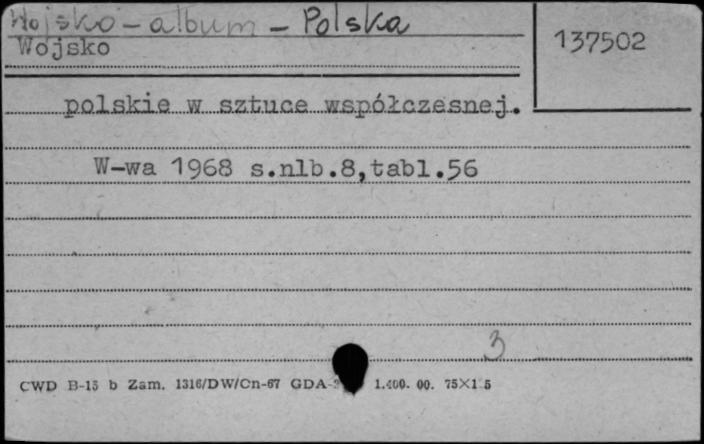 Wojsko - album - Polska
Wojsko
137502
polskie w sztuce współczesnej.
W-wa 1968 s.nlb.8,tabl.56
3
CWD B-15 b Zam. 1316/DW/Cn-67 GDA- 1.400. 00. 75X1 5